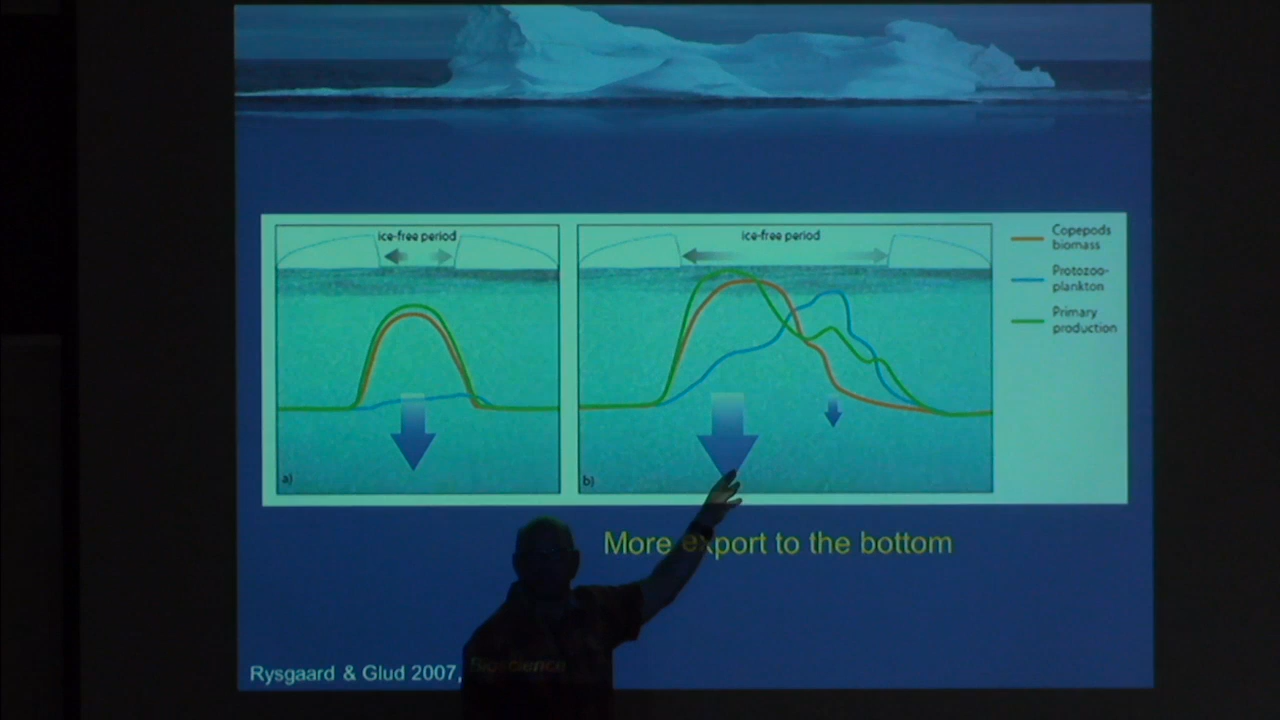 ice-free period
ice-free period
Copepods
biomass
Protozoo-
plankton
Primary
production
a)
b)
More export to the bottom
Rysgaard & Glud 2007, Bioscience